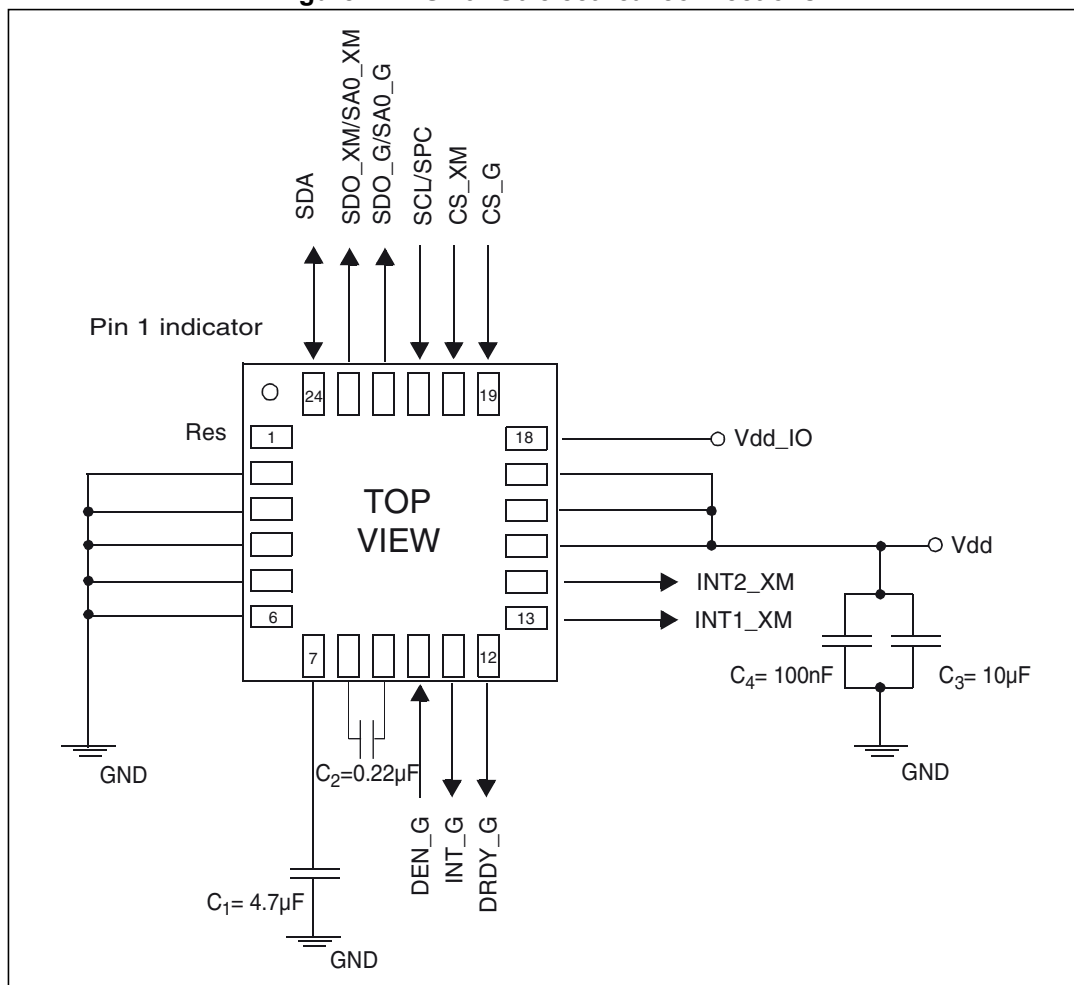 SDA
SDO_XM/SA0_XM
SDO_G/SA0_G
SCL/SPC
CS_XM
CS_G
Pin 1 indicator
24
19
Res
1
18
Vdd_IO
TOP
VIEW
Vdd
INT2_XM
6
13
INT1_XM
7
12
C4= 100nF
C3= 10µF
GND
C2=0.22µF
GND
DEN_G
INT_G
DRDY_G
C1= 4.7µF
GND